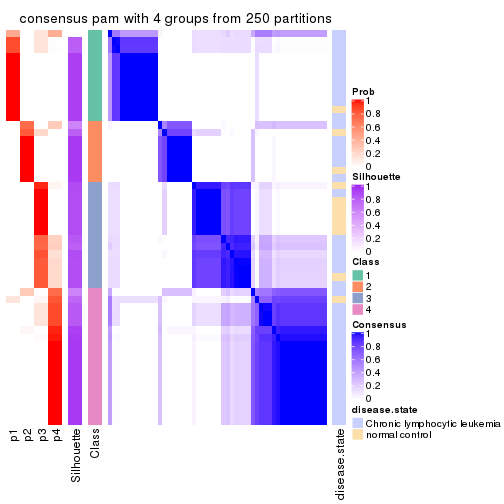 consensus pam with 4 groups from 250 partitions
Prob
1
0.8
0.6
0.4
0.2
0
Silhouette
1
0.8
0.6
0.4
0.2
0
Class
1
2
3
4
Consensus
1
0.8
0.6
0.4
0.2
0
disease.state
Chronic lymphocytic leukemia
normal control
p1
p2
p3
p4
Silhouette
Class
disease.state